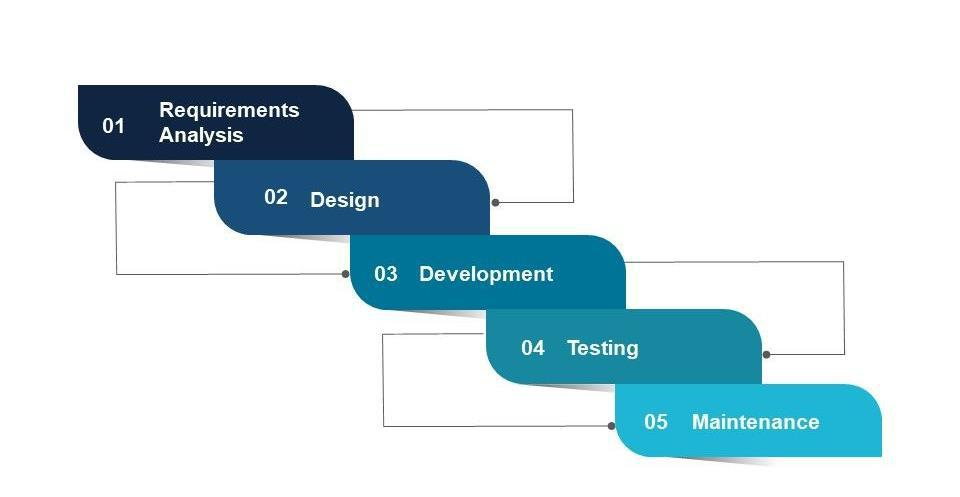 01 Requirements
Analysis
02 Design
03 Development
04 Testing
05 Maintenance